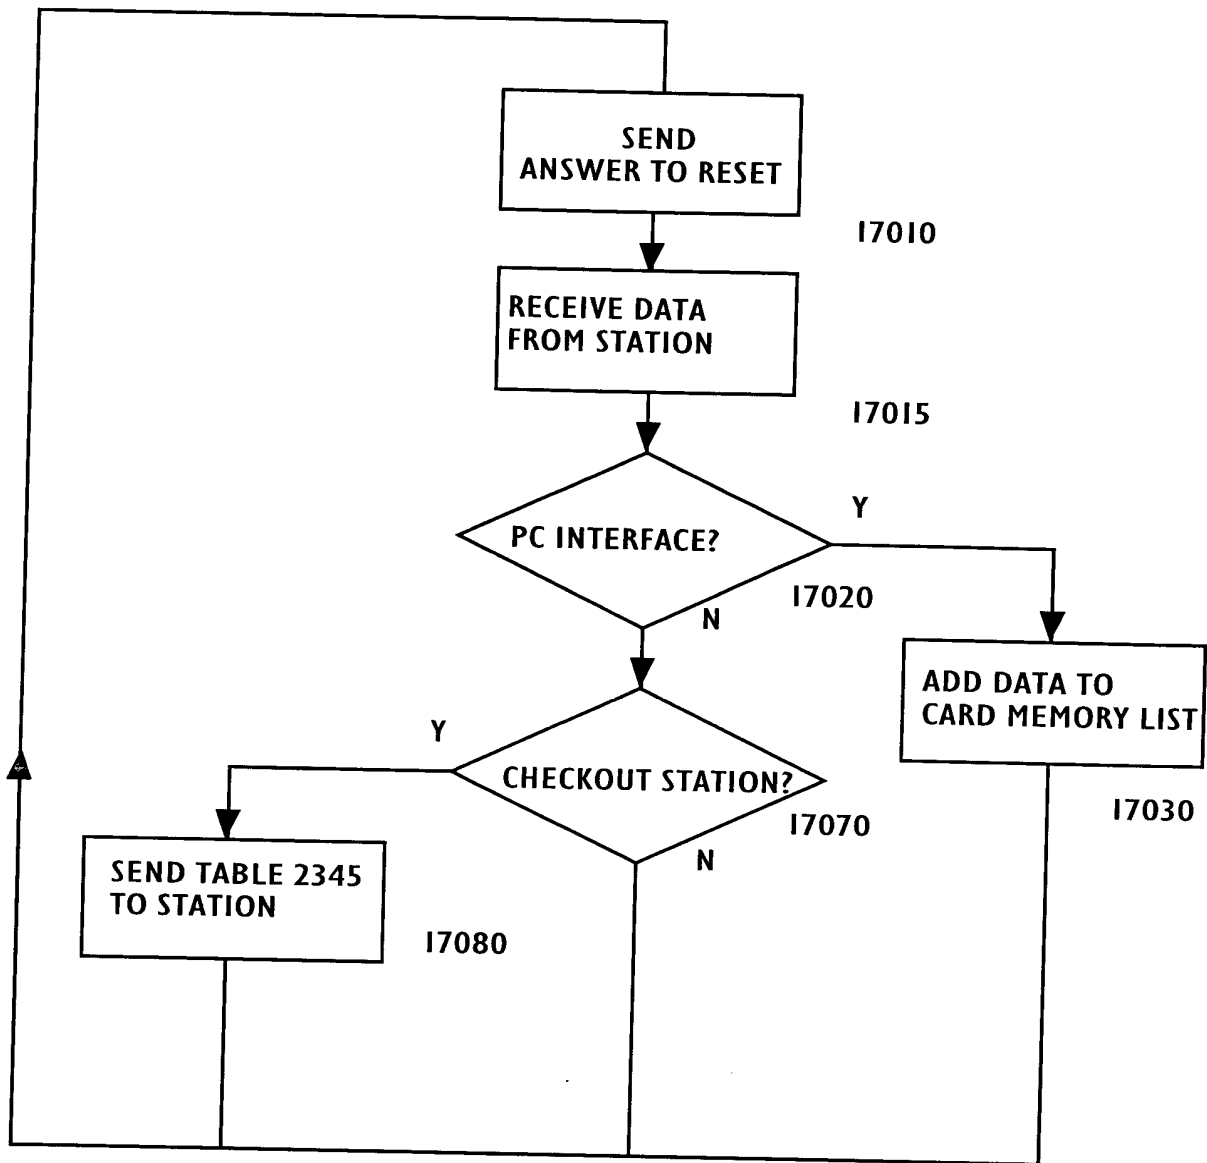 SEND
ANSWER TO RESET
17010
RECEIVE DATA
FROM STATION
17015
PC INTERFACE?
Y
17020
N
ADD DATA TO
CARD MEMORY LIST
17030
CHECKOUT STATION?
Y
17070
N
SEND TABLE 2345
TO STATION
17080